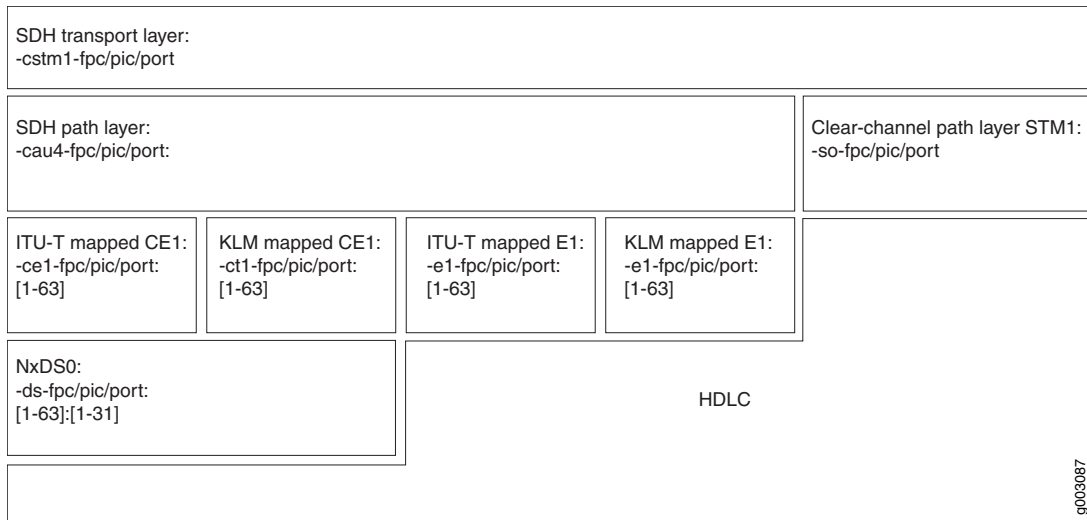 SDH transport layer:
-cstm1-fpc/pic/port
SDH path layer:
-cau4-fpc/pic/port:
Clear-channel path layer STM1:
-so-fpc/pic/port
ITU-T mapped CE1:
-ce1-fpc/pic/port:
[1-63]
KLM mapped CE1:
-ct1-fpc/pic/port:
[1-63]
ITU-T mapped E1:
-e1-fpc/pic/port:
[1-63]
KLM mapped E1:
-e1-fpc/pic/port:
[1-63]
NxDS0:
-ds-fpc/pic/port:
[1-63]:[1-31]
HDLC
g003087